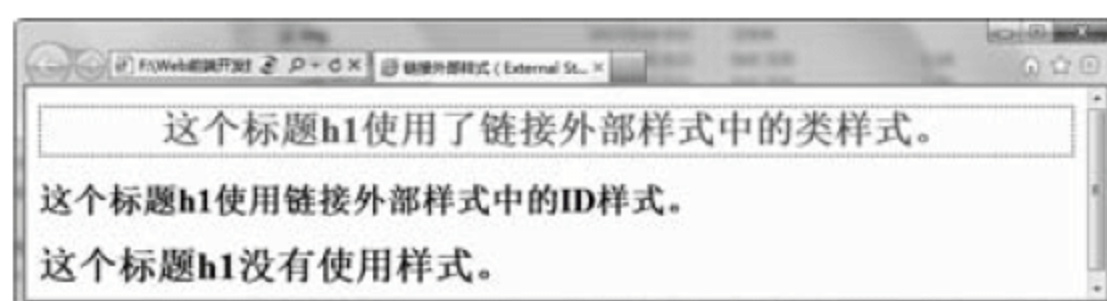 链接外部样式 ( External St...
这个标题h1使用了链接外部样式中的类样式。
这个标题h1使用链接外部样式中的ID样式。
这个标题h1没有使用样式。